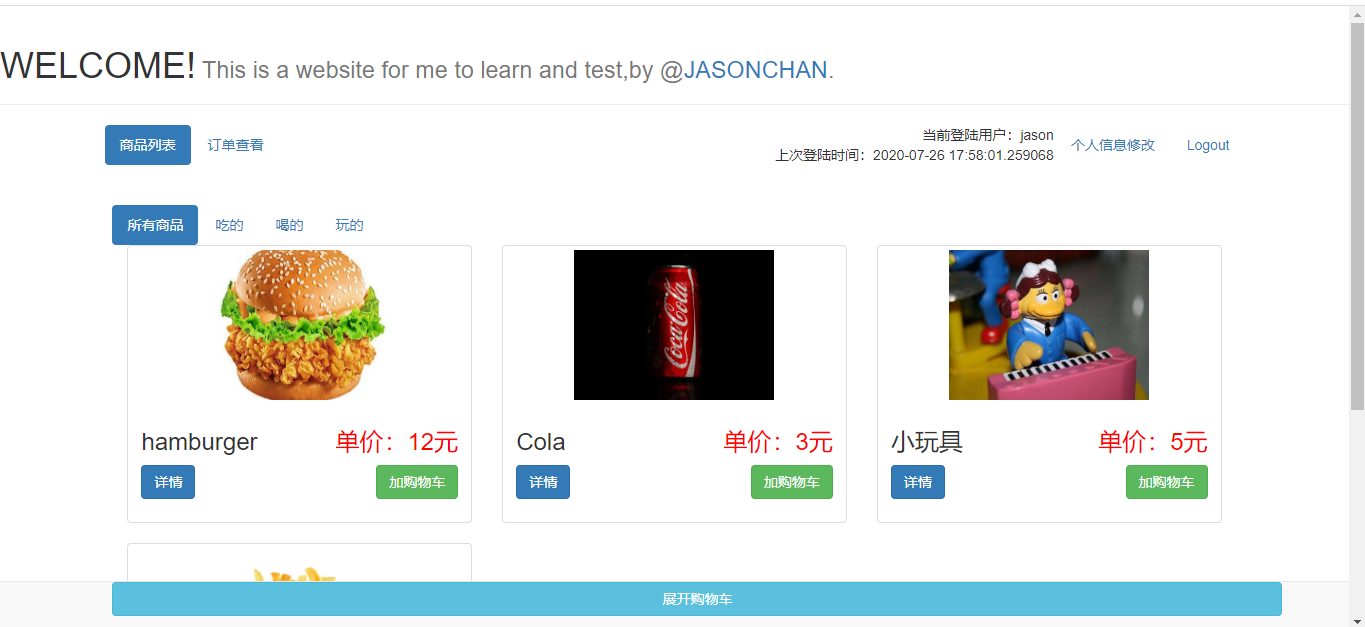 WELCOME! This is a website for me to learn and test,by @JASONCHAN.
商品列表 订单查看 当前登陆用户：jason 个人信息修改 Logout
上次登陆时间：2020-07-26 17:58:01.259068
所有商品 吃的 喝的 玩的
Coca-Cola
hamburger 单价：12元 Cola 单价：3元 小玩具 单价：5元
详情 加购物车 详情 加购物车 详情 加购物车
展开购物车